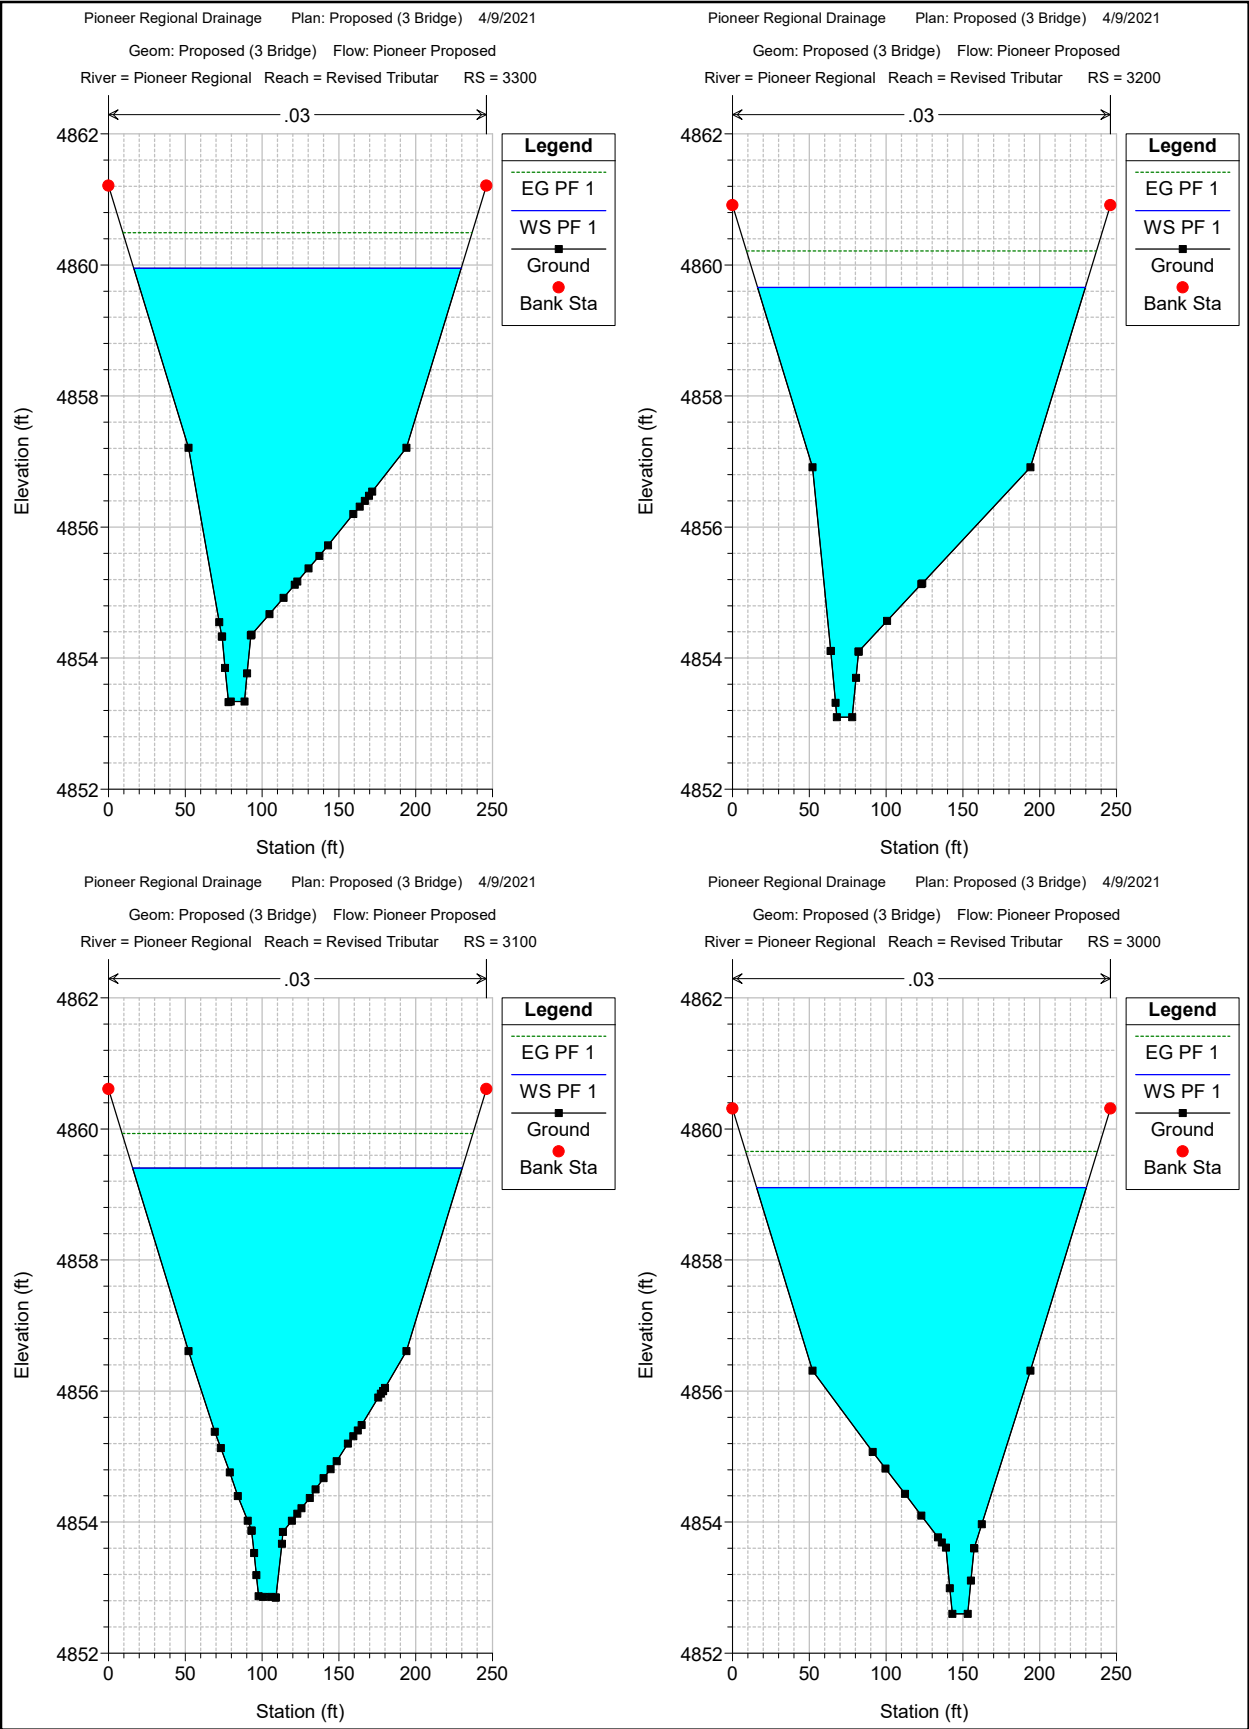 Pioneer Regional Drainage Plan: Proposed (3 Bridge) 4/9/2021
Geom: Proposed (3 Bridge) Flow: Pioneer Proposed
River = Pioneer Regional Reach = Revised Tributar RS = 3300
.03
4862
4860
4858
4856
4854
4852
0 50 100 150 200 250
Station (ft)
Elevation (ft)
Legend
EG PF 1
WS PF 1
Ground
Bank Sta
Pioneer Regional Drainage Plan: Proposed (3 Bridge) 4/9/2021
Geom: Proposed (3 Bridge) Flow: Pioneer Proposed
River = Pioneer Regional Reach = Revised Tributar RS = 3200
.03
4862
4860
4858
4856
4854
4852
0 50 100 150 200 250
Station (ft)
Elevation (ft)
Legend
EG PF 1
WS PF 1
Ground
Bank Sta
Pioneer Regional Drainage Plan: Proposed (3 Bridge) 4/9/2021
Geom: Proposed (3 Bridge) Flow: Pioneer Proposed
River = Pioneer Regional Reach = Revised Tributar RS = 3100
.03
4862
4860
4858
4856
4854
4852
0 50 100 150 200 250
Station (ft)
Elevation (ft)
Legend
EG PF 1
WS PF 1
Ground
Bank Sta
Pioneer Regional Drainage Plan: Proposed (3 Bridge) 4/9/2021
Geom: Proposed (3 Bridge) Flow: Pioneer Proposed
River = Pioneer Regional Reach = Revised Tributar RS = 3000
.03
4862
4860
4858
4856
4854
4852
0 50 100 150 200 250
Station (ft)
Elevation (ft)
Legend
EG PF 1
WS PF 1
Ground
Bank Sta